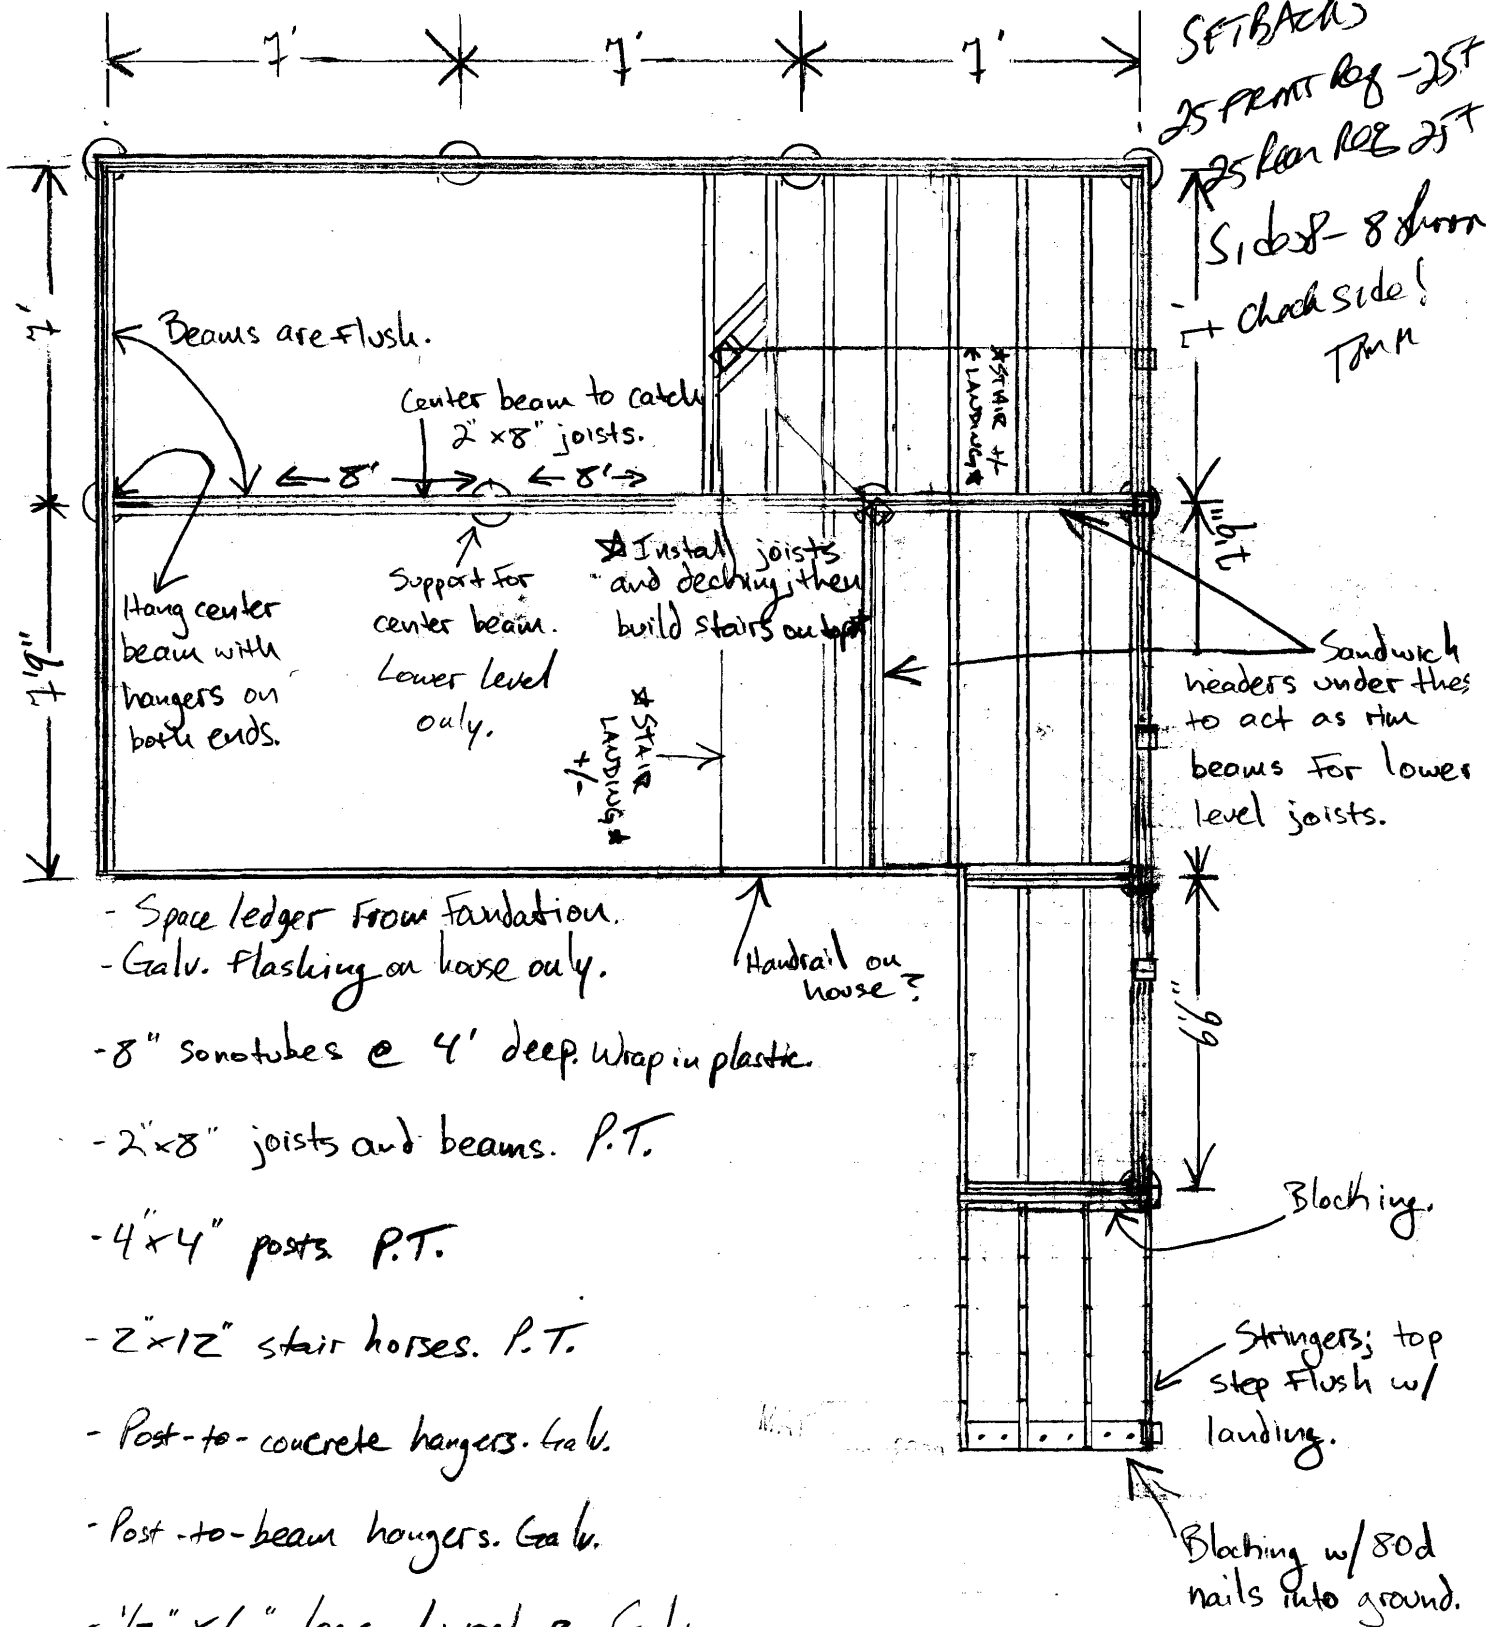 7' 7' 7'
SETBACKS
25 FRONT Req - 25+
25 Rear Req 25+
Sides 8 - 8 shown
+ Check side!
7'
7'
Beams are flush.
Center beam to catch
2"x8" joists.
← 8' → ← 8' →
★STAIR +/-
★LANDING★
7'9"
7'9"
Hang center
beam with
hangers on
both ends.
Support for
center beam.
Lower level
only.
★Install joists
and decking, then
build stairs on top
★STAIR
LANDING★
+/-
Sandwich
headers under these
to act as rim
beams for lower
level joists.
- Space ledger from foundation.
- Galv. flashing on house only.
Handrail on
house?
6'6"
- 8" sonotubes @ 4' deep. Wrap in plastic.
- 2"x8" joists and beams. P.T.
- 4"x4" posts. P.T.
Blocking.
- 2"x12" stair horses. P.T.
Stringers; top
step flush w/
landing.
- Post-to-concrete hangers. Galv.
- Post-to-beam hangers. Galv.
Blocking w/ 80d
nails into ground.